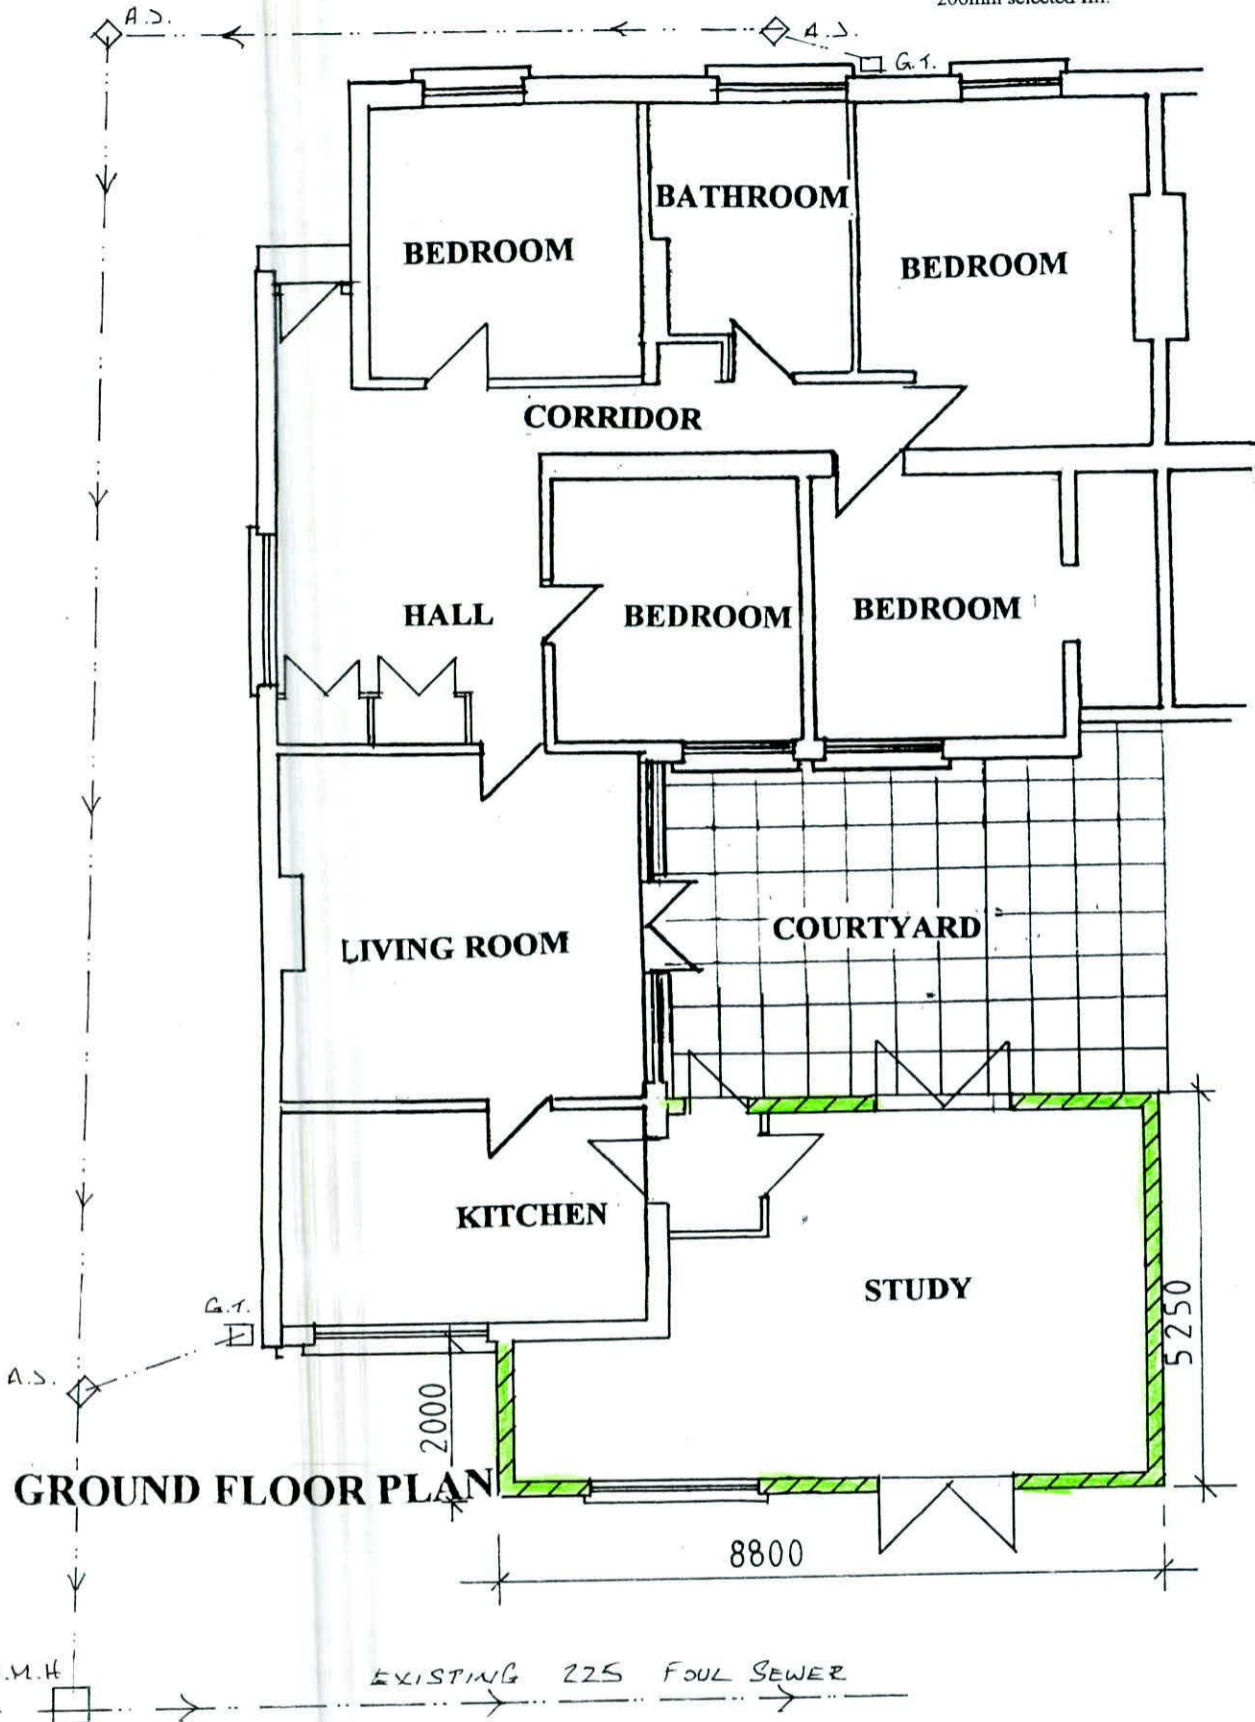 A.J.
A.J.
G.T.
BATHROOM
BEDROOM
BEDROOM
CORRIDOR
HALL
BEDROOM
BEDROOM
COURTYARD
LIVING ROOM
KITCHEN
STUDY
5250
G.T.
A.J.
2000
GROUND FLOOR PLAN
8800
.M.H
EXISTING 225 FOUL SEWER